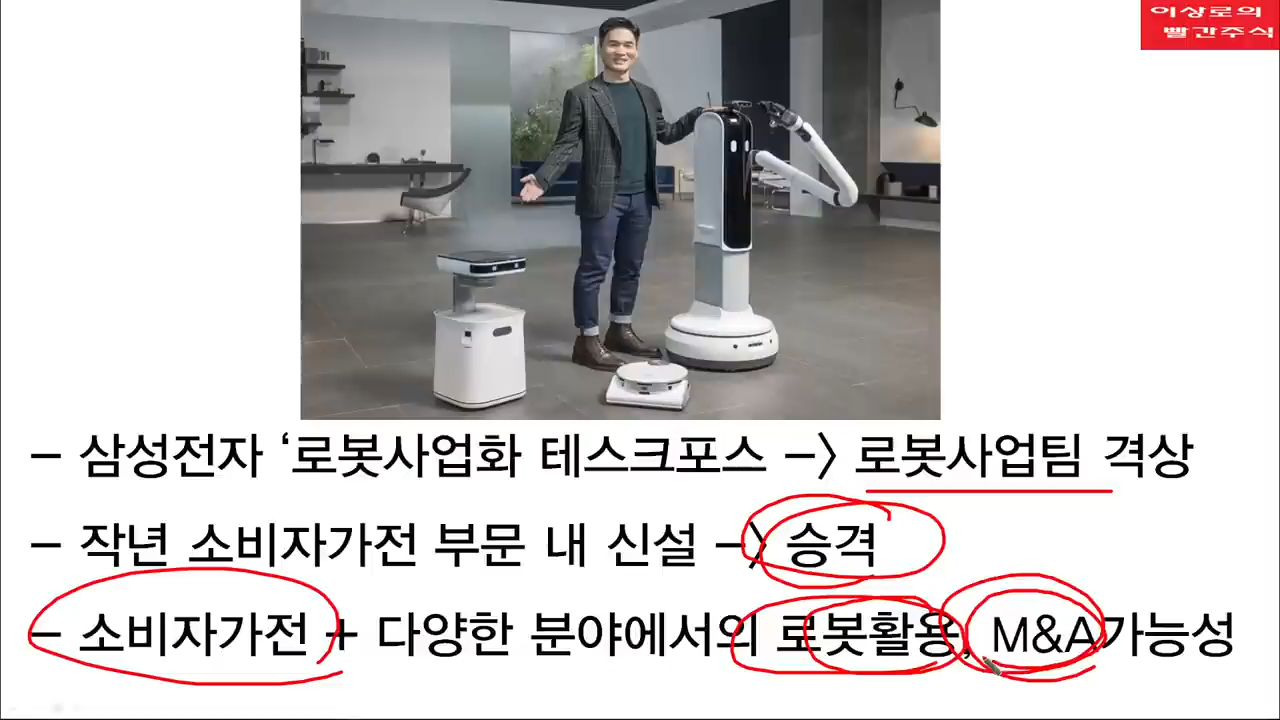 이상로의
빨간주식
- 삼성전자 ‘로봇사업화 테스크포스 -> 로봇사업팀 격상
- 작년 소비자가전 부문 내 신설 -> 승격
- 소비자가전 + 다양한 분야에서의 로봇활용, M&A가능성